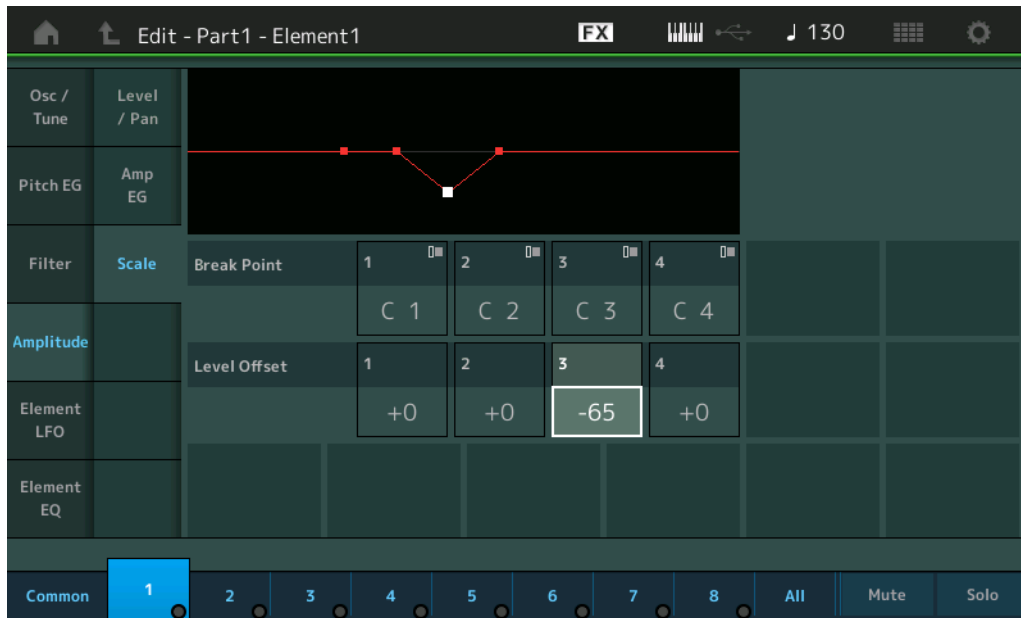 Edit - Part1 - Element1 FX ♩ 130
Osc / Tune
Level / Pan
Pitch EG
Amp EG
Filter
Scale
Break Point 1 2 3 4
C 1 C 2 C 3 C 4
Amplitude
Level Offset 1 2 3 4
+0 +0 -65 +0
Element LFO
Element EQ
Common 1 2 3 4 5 6 7 8 All Mute Solo